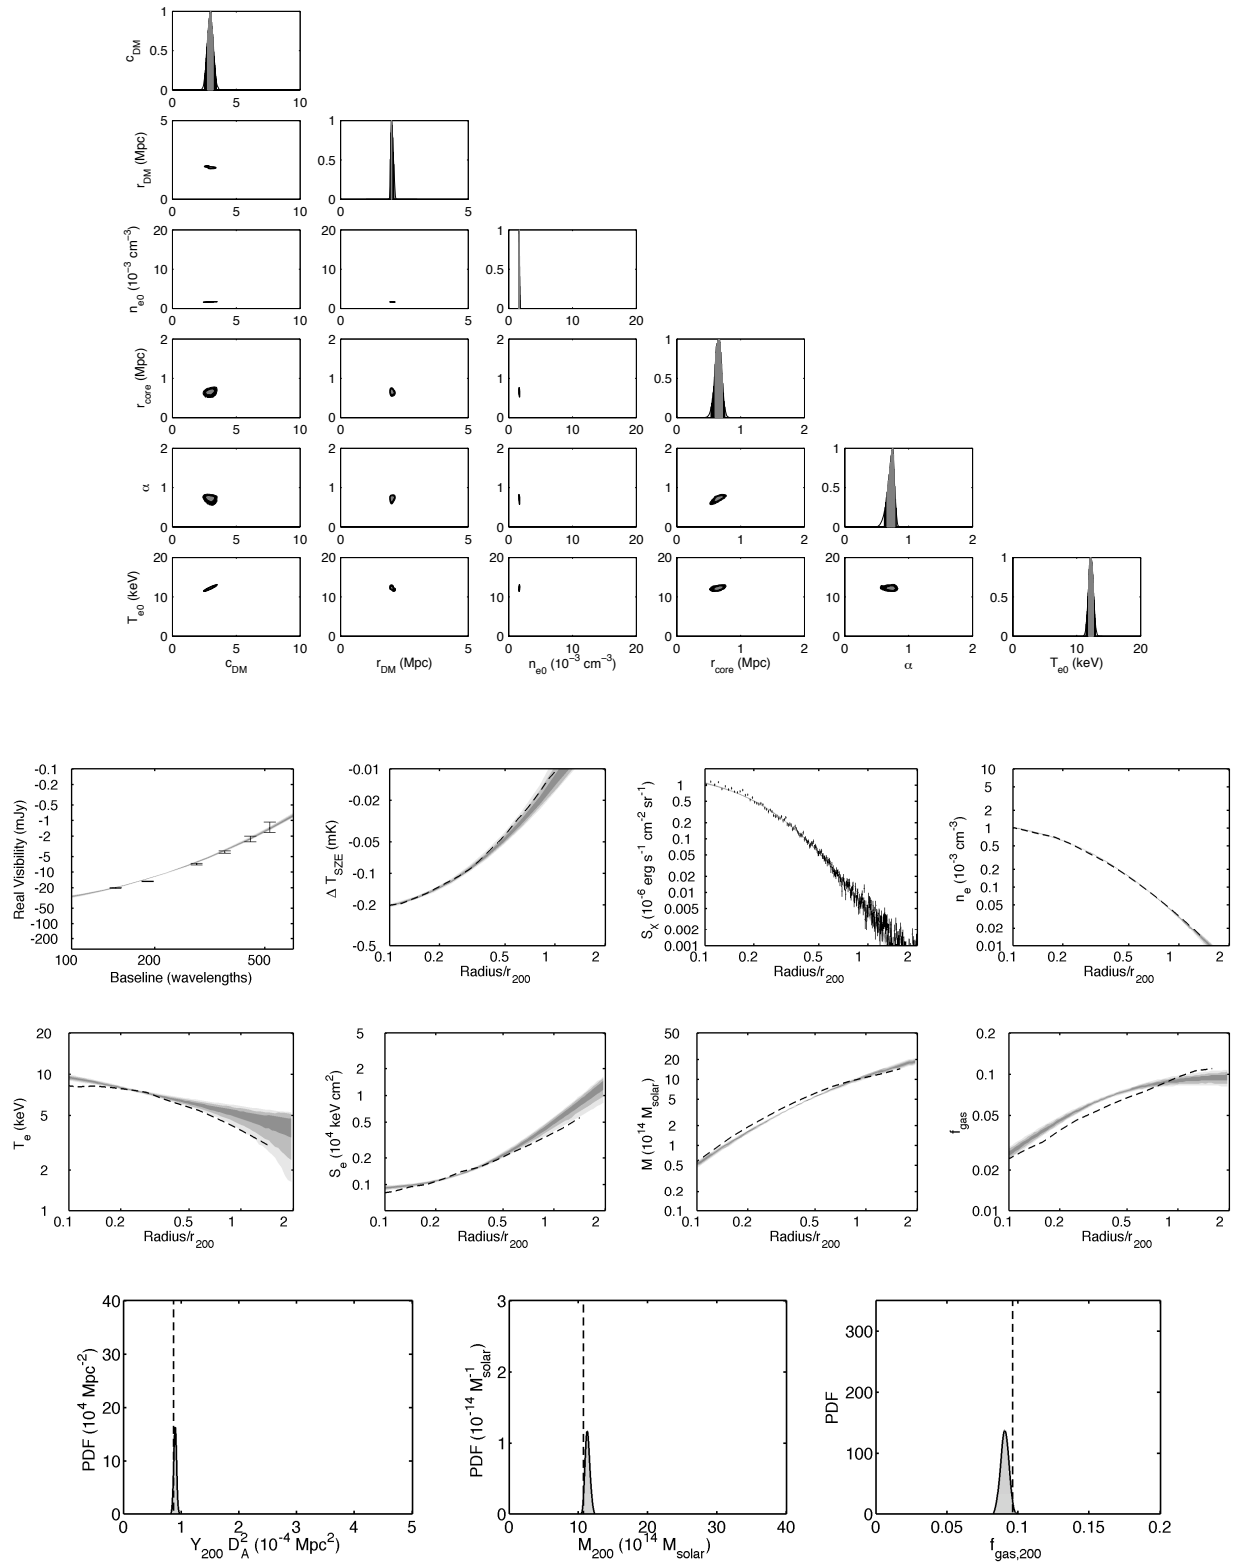 1
0.5
0
c_DM
0 5 10
5
0
r_DM (Mpc)
0 5 10
1
0.5
0
0 5
20
10
0
n_e0 (10^-3 cm^-3)
0 5 10
20
10
0
0 5
1
0.5
0
0 10 20
2
1
0
r_core (Mpc)
0 5 10
2
1
0
0 5
2
1
0
0 10 20
1
0.5
0
0 1 2
2
1
0
α
0 5 10
2
1
0
0 5
2
1
0
0 10 20
2
1
0
0 1 2
1
0.5
0
0 1 2
20
10
0
T_e0 (keV)
0 5 10
c_DM
20
10
0
0 5
r_DM (Mpc)
20
10
0
0 10 20
n_e0 (10^-3 cm^-3)
20
10
0
0 1 2
r_core (Mpc)
20
10
0
0 1 2
α
1
0.5
0
0 10 20
T_e0 (keV)
-0.1
-0.2
-0.5
-1
-2
-5
-10
-20
-50
-100
-200
Real Visibility (mJy)
100 200 500
Baseline (wavelengths)
-0.01
-0.02
-0.05
-0.1
-0.2
-0.5
Δ T_SZE (mK)
0.1 0.2 0.5 1 2
Radius/r_200
1
0.5
0.2
0.1
0.05
0.02
0.01
0.005
0.002
0.001
S_X (10^-6 erg s^-1 cm^-2 sr^-1)
0.1 0.2 0.5 1 2
Radius/r_200
10
5
2
1
0.5
0.2
0.1
0.05
0.02
0.01
n_e (10^-3 cm^-3)
0.1 0.2 0.5 1 2
Radius/r_200
20
10
5
2
1
T_e (keV)
0.1 0.2 0.5 1 2
Radius/r_200
5
2
1
0.5
0.2
0.1
S_e (10^4 keV cm^2)
0.1 0.2 0.5 1 2
Radius/r_200
50
20
10
5
2
1
0.5
0.2
0.1
M (10^14 M_solar)
0.1 0.2 0.5 1 2
Radius/r_200
0.2
0.1
0.05
0.02
0.01
f_gas
0.1 0.2 0.5 1 2
Radius/r_200
40
30
20
10
0
PDF (10^4 Mpc^-2)
0 1 2 3 4 5
Y_200 D_A^2 (10^-4 Mpc^2)
3
2
1
0
PDF (10^-14 M_solar^-1)
0 10 20 30 40
M_200 (10^14 M_solar)
300
200
100
0
PDF
0 0.05 0.1 0.15 0.2
f_gas,200